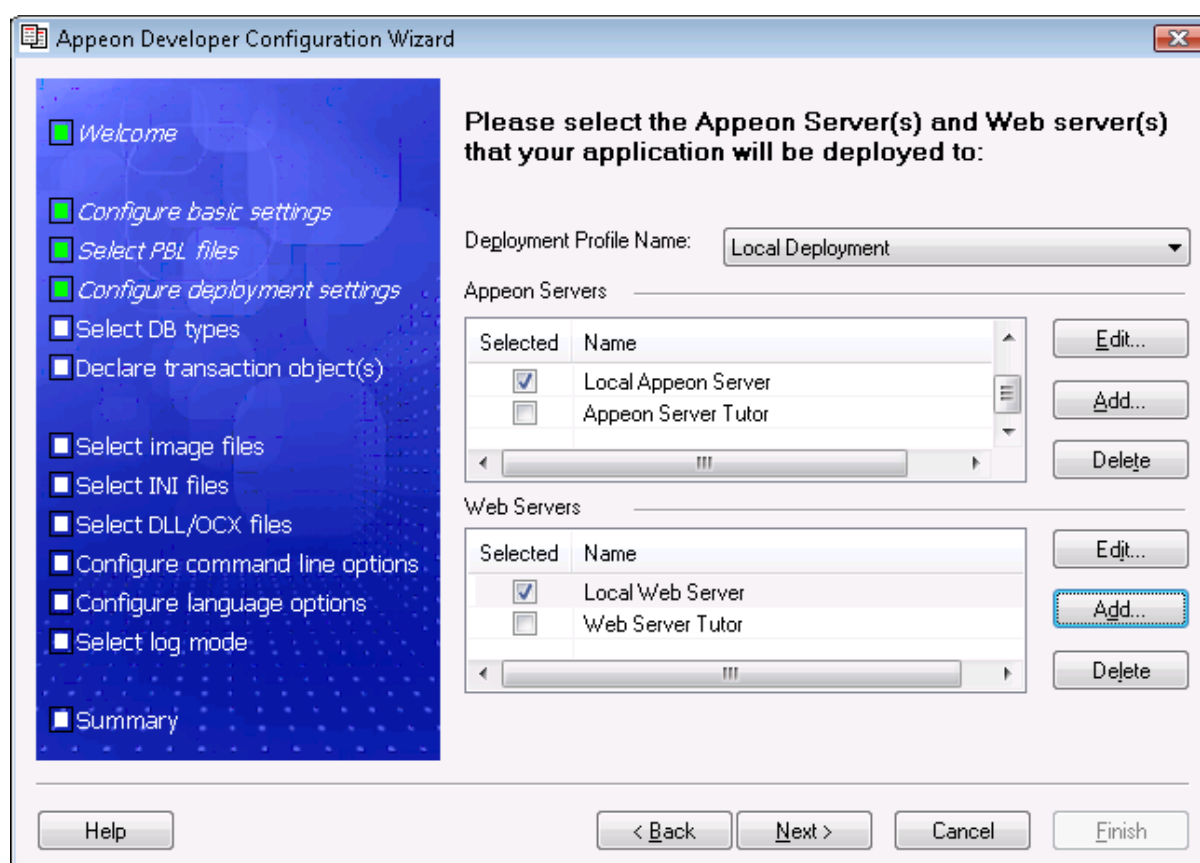 Appeon Developer Configuration Wizard
Welcome
Configure basic settings
Select PBL files
Configure deployment settings
Select DB types
Declare transaction object(s)
Select image files
Select INI files
Select DLL/OCX files
Configure command line options
Configure language options
Select log mode
Summary
Please select the Appeon Server(s) and Web server(s)
that your application will be deployed to:
Deployment Profile Name: Local Deployment
Appeon Servers
Selected Name
Local Appeon Server
Appeon Server Tutor
Edit...
Add...
Delete
Web Servers
Selected Name
Local Web Server
Web Server Tutor
Edit...
Add...
Delete
Help
< Back
Next >
Cancel
Finish